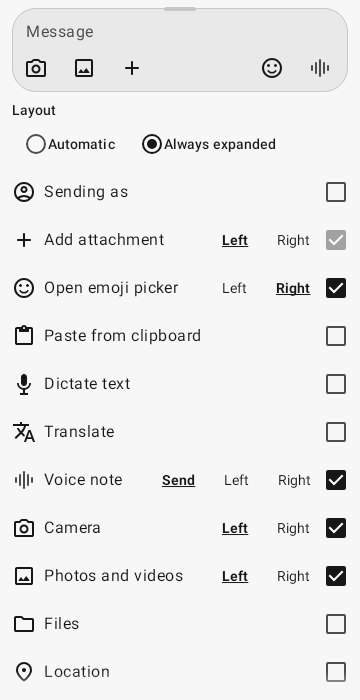 Message
Layout
Automatic Always expanded
Sending as
Add attachment Left Right
Open emoji picker Left Right
Paste from clipboard
Dictate text
Translate
Voice note Send Left Right
Camera Left Right
Photos and videos Left Right
Files
Location